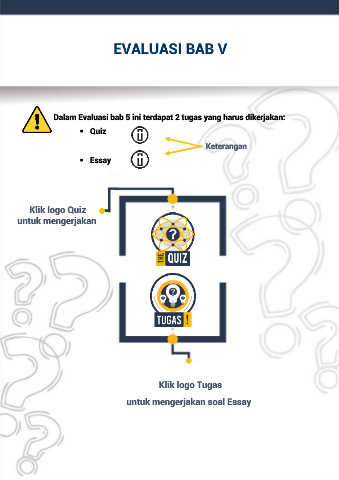 EVALUASI BAB V
Dalam Evaluasi bab 5 ini terdapat 2 tugas yang harus dikerjakan:
• Quiz
Keterangan
• Essay
Klik logo Quiz
untuk mengerjakan
THE QUIZ
TUGAS !
Klik logo Tugas
untuk mengerjakan soal Essay